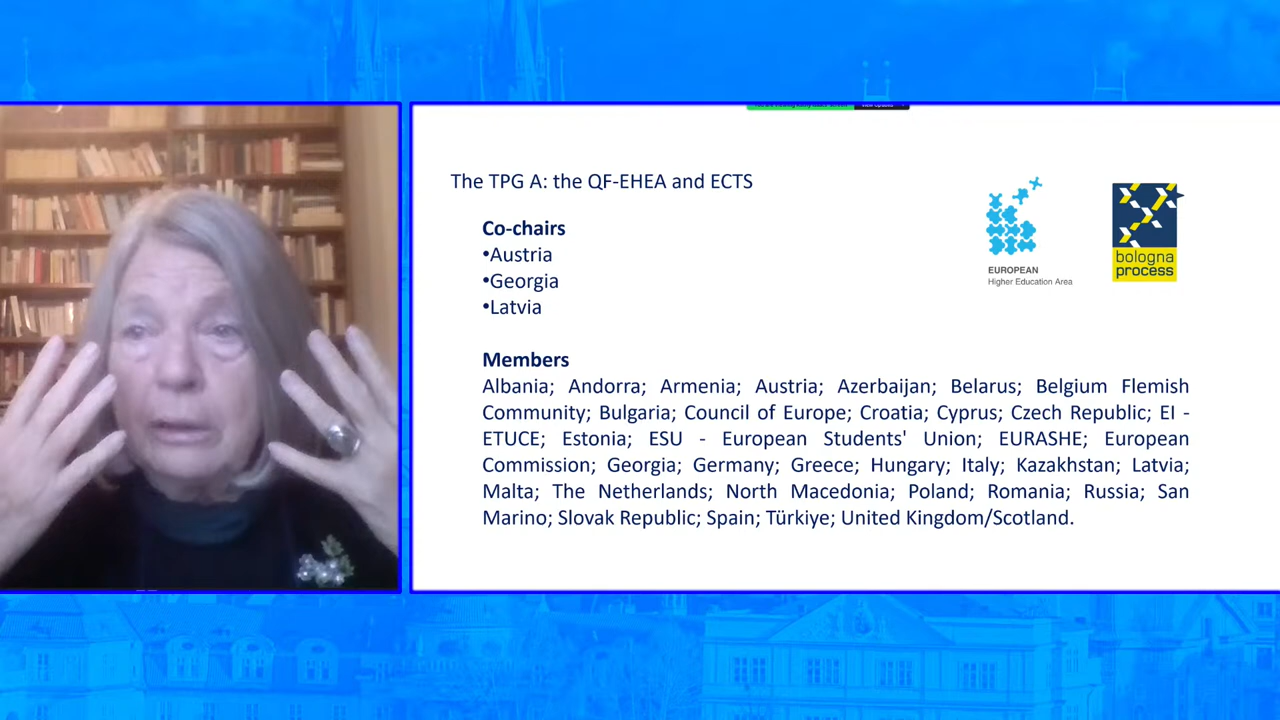 The TPG A: the QF-EHEA and ECTS
Co-chairs
•Austria
•Georgia
•Latvia
Members
Albania; Andorra; Armenia; Austria; Azerbaijan; Belarus; Belgium Flemish
Community; Bulgaria; Council of Europe; Croatia; Cyprus; Czech Republic; EI -
ETUCE; Estonia; ESU - European Students' Union; EURASHE; European
Commission; Georgia; Germany; Greece; Hungary; Italy; Kazakhstan; Latvia;
Malta; The Netherlands; North Macedonia; Poland; Romania; Russia; San
Marino; Slovak Republic; Spain; Türkiye; United Kingdom/Scotland.
EUROPEAN
Higher Education Area
bologna
process